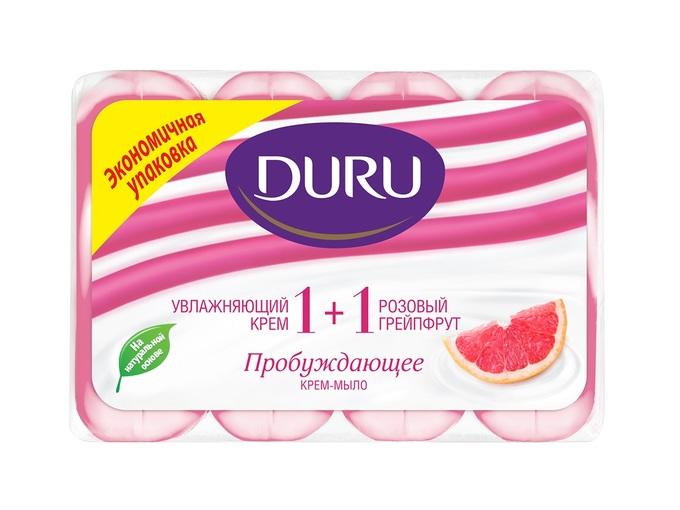 Экономичная
упаковка
DURU
УВЛАЖНЯЮЩИЙ
КРЕМ
1+1
РОЗОВЫЙ
ГРЕЙПФРУТ
На
натуральной
основе
Пробуждающее
КРЕМ-МЫЛО